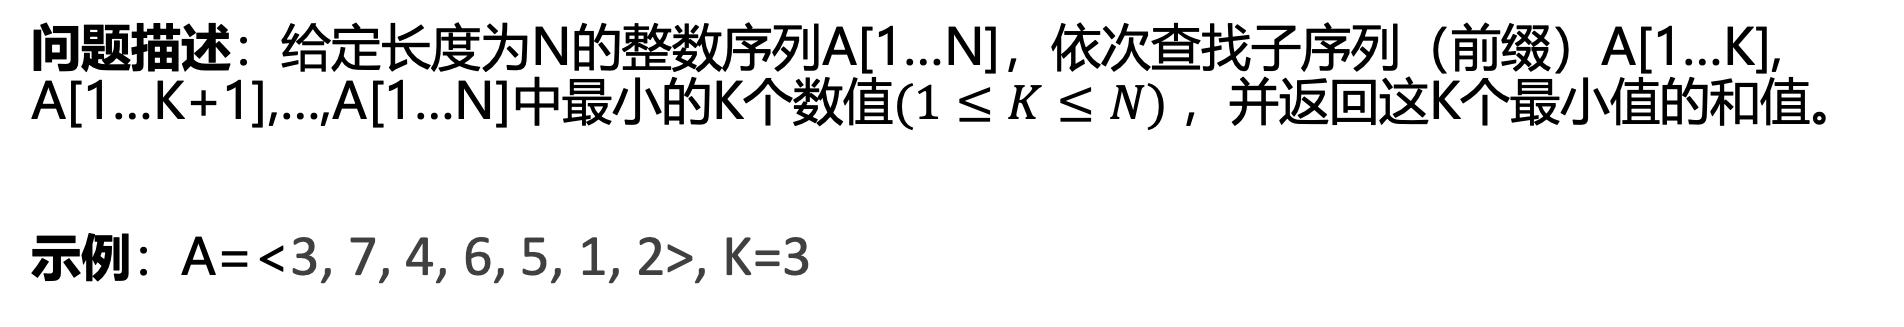 问题描述：给定长度为N的整数序列A[1…N]，依次查找子序列（前缀）A[1…K],
A[1…K+1],…,A[1…N]中最小的K个数值(1 ≤ K ≤ N) ，并返回这K个最小值的和值。
示例：A=<3, 7, 4, 6, 5, 1, 2>, K=3